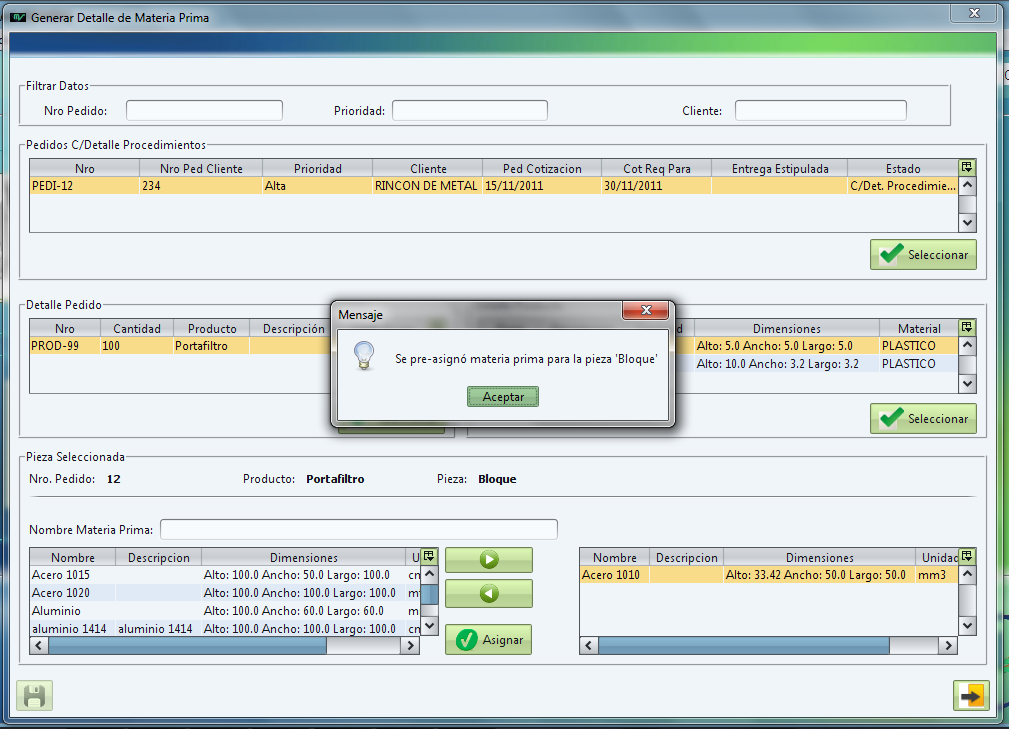 Generar Detalle de Materia Prima
Filtrar Datos
Nro Pedido: Prioridad: Cliente:
Pedidos C/Detalle Procedimientos
Nro Nro Ped Cliente Prioridad Cliente Ped Cotizacion Cot Req Para Entrega Estipulada Estado
PEDI-12 234 Alta RINCON DE METAL 15/11/2011 30/11/2011 C/Det. Procedimie...
Seleccionar
Detalle Pedido
Nro Cantidad Producto Descripción Dimensiones Material
PROD-99 100 Portafiltro Alto: 5.0 Ancho: 5.0 Largo: 5.0 PLASTICO
Alto: 10.0 Ancho: 3.2 Largo: 3.2 PLASTICO
Seleccionar
Mensaje
Se pre-asignó materia prima para la pieza 'Bloque'
Aceptar
Pieza Seleccionada
Nro. Pedido: 12 Producto: Portafiltro Pieza: Bloque
Nombre Materia Prima:
Nombre Descripcion Dimensiones U
Acero 1015 Alto: 100.0 Ancho: 50.0 Largo: 100.0 cm
Acero 1020 Alto: 100.0 Ancho: 100.0 Largo: 100.0
Aluminio Alto: 100.0 Ancho: 60.0 Largo: 60.0 m
aluminio 1414 aluminio 1414 Alto: 100.0 Ancho: 100.0 Largo: 100.0 cm
Asignar
Nombre Descripcion Dimensiones Unidad
Acero 1010 Alto: 33.42 Ancho: 50.0 Largo: 50.0 mm3